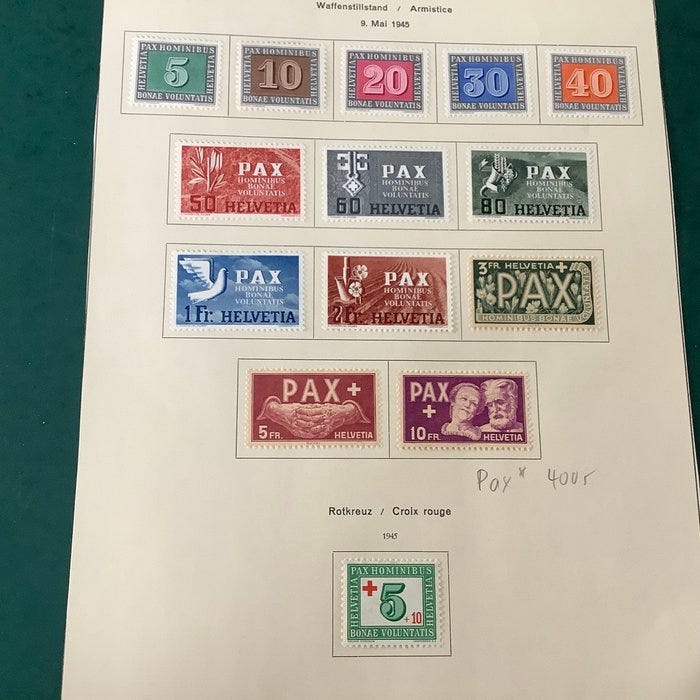 Waffenstillstand / Armistice
9. Mai 1945
PAX HOMINIBUS
HELVETIA 5 HELVETIA
BONAE VOLUNTATIS
PAX HOMINIBUS
HELVETIA 10 HELVETIA
BONAE VOLUNTATIS
PAX HOMINIBUS
HELVETIA 20 HELVETIA
BONAE VOLUNTATIS
PAX HOMINIBUS
HELVETIA 30 HELVETIA
BONAE VOLUNTATIS
PAX HOMINIBUS
HELVETIA 40 HELVETIA
BONAE VOLUNTATIS
PAX
HOMINIBUS
BONAE
VOLUNTATIS
50 HELVETIA
PAX
HOMINIBUS
BONAE
VOLUNTATIS
60 HELVETIA
PAX
HOMINIBUS
BONAE
VOLUNTATIS
80 HELVETIA
PAX
HOMINIBUS
BONAE
VOLUNTATIS
1 Fr. HELVETIA
PAX
HOMINIBUS
BONAE
VOLUNTATIS
2 Fr. HELVETIA
3 FR. HELVETIA +
PAX
HOMINIBUS BONAE VOLUNTATIS
PAX +
5 FR. HELVETIA
PAX
+
10 FR. HELVETIA
Pax * 400
Rotkreuz / Croix rouge
1945
PAX HOMINIBUS
HELVETIA + 5 + 10 HELVETIA
BONAE VOLUNTATIS